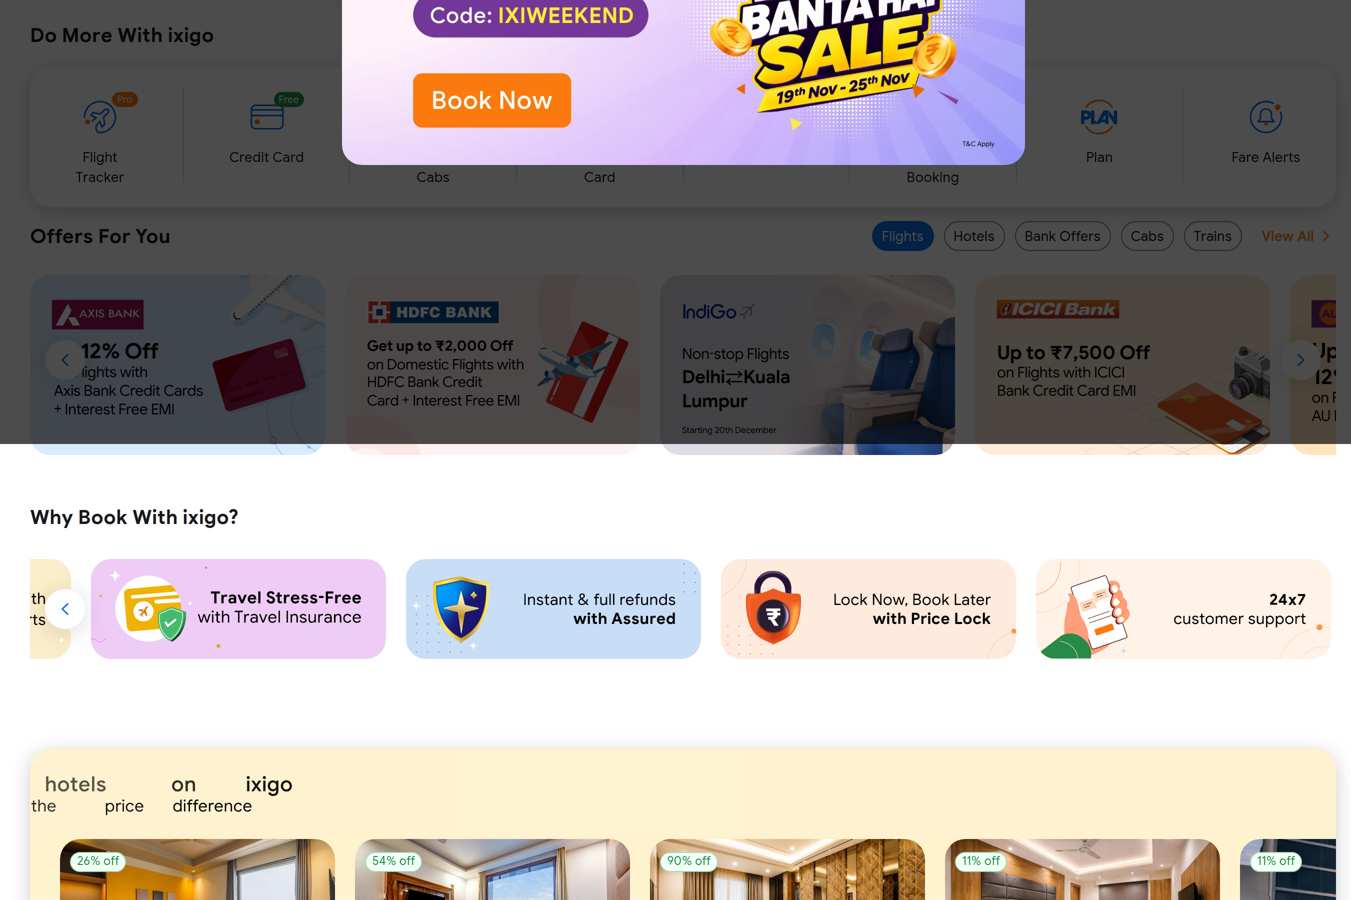 Do More With ixigo
Code: IXIWEEKEND
Book Now
BANTA HAI
SALE
19th Nov - 25th Nov
T&C Apply
Pro
Flight
Tracker
Free
Credit Card
Cabs
Card
Booking
PLAN
Plan
Fare Alerts
Offers For You
Flights
Hotels
Bank Offers
Cabs
Trains
View All
AXIS BANK
12% Off
with
Axis Bank Credit Cards
+ Interest Free EMI
HDFC BANK
Get up to ₹2,000 Off
on Domestic Flights with
HDFC Bank Credit
Card + Interest Free EMI
IndiGo
Non-stop Flights
Delhi⇄Kuala
Lumpur
Starting 20th December
ICICI Bank
Up to ₹7,500 Off
on Flights with ICICI
Bank Credit Card EMI
on
AU
Why Book With ixigo?
Travel Stress-Free
with Travel Insurance
Instant & full refunds
with Assured
Lock Now, Book Later
with Price Lock
24x7
customer support
hotels on ixigo
the price difference
26% off
54% off
90% off
11% off
11% off